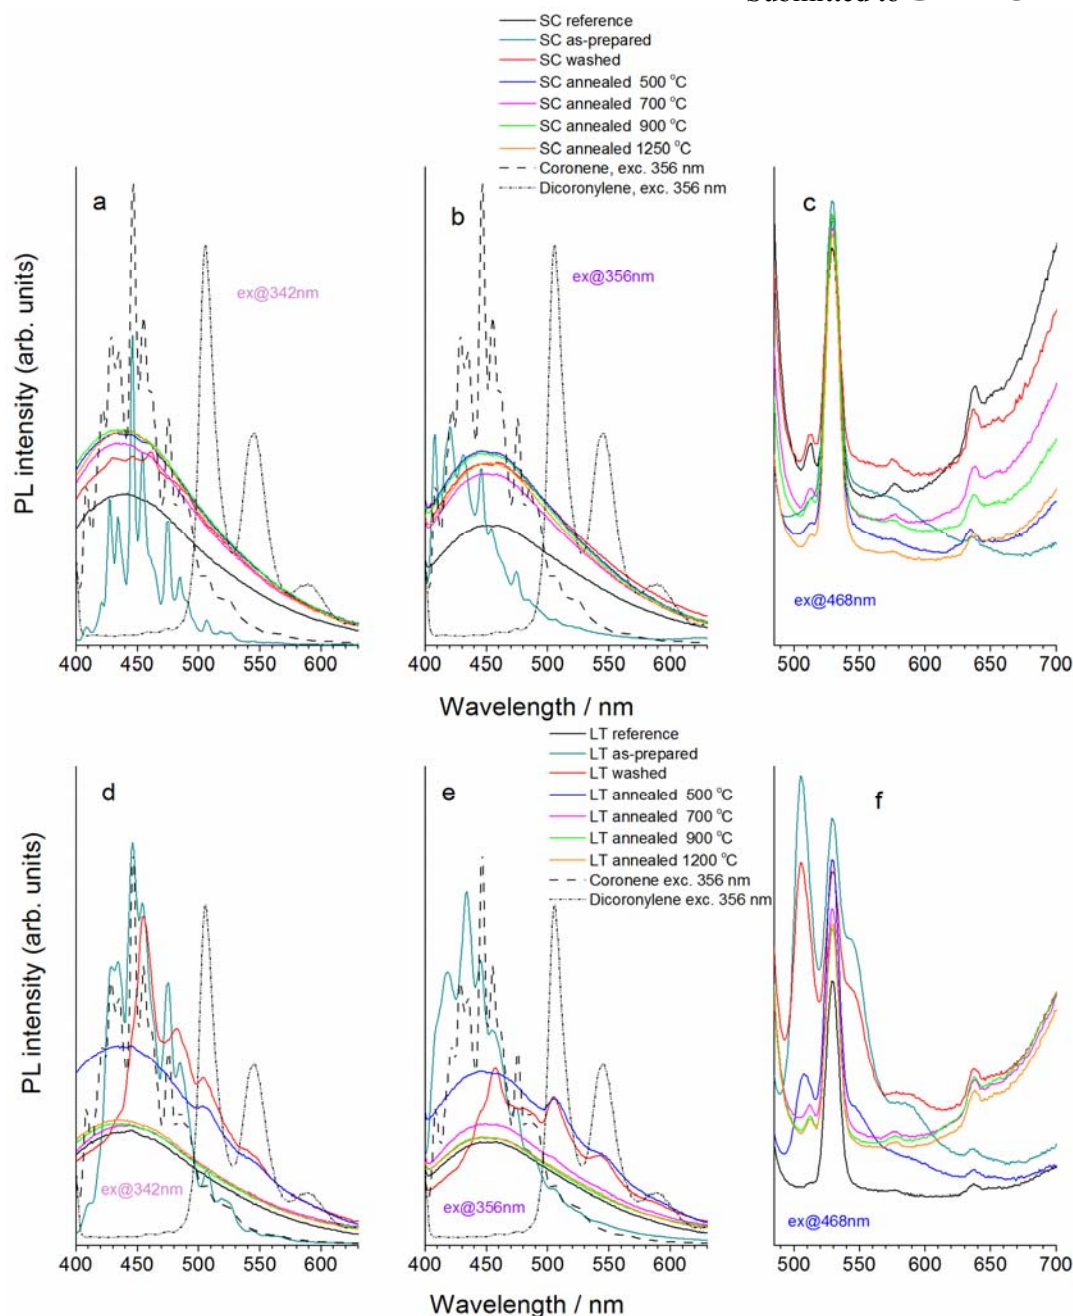 Submitted to
SC reference
SC as-prepared
SC washed
SC annealed 500 °C
SC annealed 700 °C
SC annealed 900 °C
SC annealed 1250 °C
Coronene, exc. 356 nm
Dicoronylene, exc. 356 nm
a
b
c
ex@342nm
ex@356nm
ex@468nm
PL intensity (arb. units)
400 450 500 550 600
400 450 500 550 600
500 550 600 650 700
Wavelength / nm
LT reference
LT as-prepared
LT washed
LT annealed 500 °C
LT annealed 700 °C
LT annealed 900 °C
LT annealed 1200 °C
Coronene exc. 356 nm
Dicoronylene exc. 356 nm
d
e
f
ex@342nm
ex@356nm
ex@468nm
PL intensity (arb. units)
400 450 500 550 600
400 450 500 550 600
500 550 600 650 700
Wavelength / nm